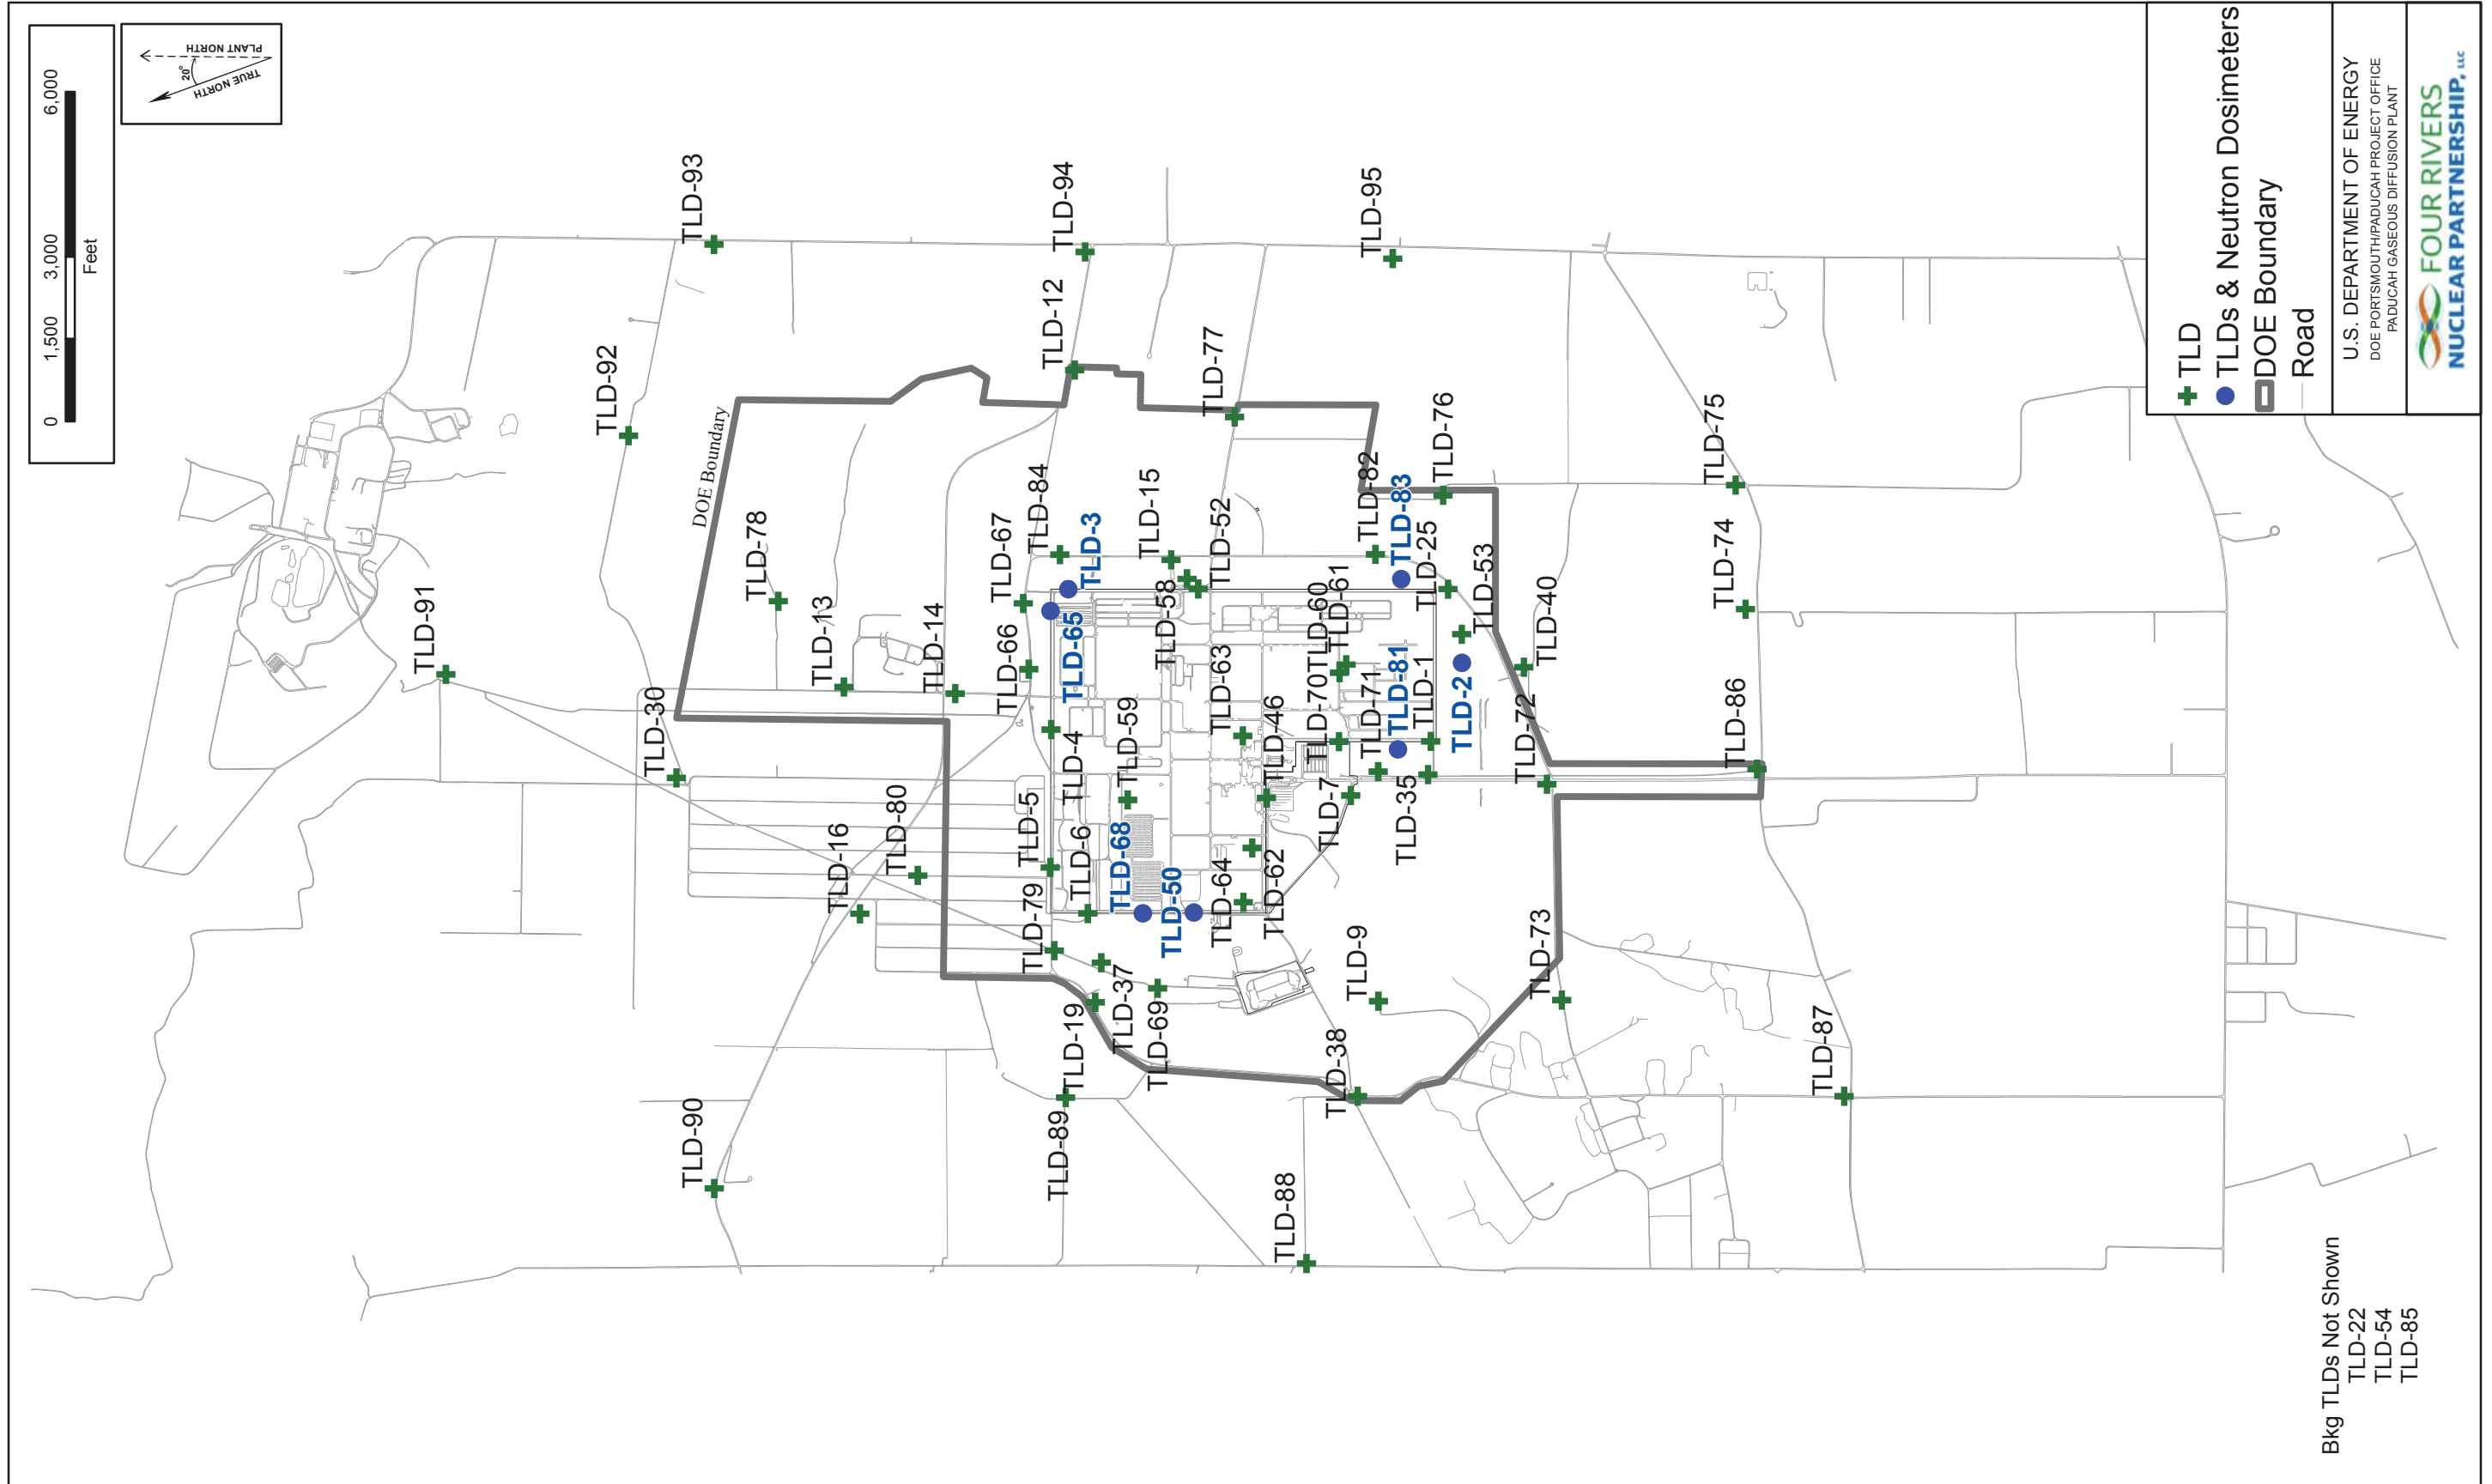 0
1,500
3,000
6,000
Feet
PLANT NORTH
20°
TRUE NORTH
TLD-93
TLD-94
TLD-95
TLD-12
TLD-92
TLD-77
DOE Boundary
TLD-76
TLD-75
TLD-84
TLD-15
TLD-82
TLD-83
TLD-78
TLD-67
TLD-3
TLD-52
TLD-25
TLD-74
TLD-91
TLD-13
TLD-14
TLD-66
TLD-65
TLD-58
TLD-60
TLD-61
TLD-53
TLD-40
TLD-30
TLD-4
TLD-59
TLD-63
TLD-46
TLD-70
TLD-71
TLD-81
TLD-1
TLD-2
TLD-72
TLD-86
TLD-16
TLD-80
TLD-5
TLD-6
TLD-68
TLD-7
TLD-35
TLD-79
TLD-50
TLD-64
TLD-62
TLD-9
TLD-73
TLD-19
TLD-37
TLD-69
TLD-38
TLD-87
TLD-90
TLD-89
TLD-88
TLD
TLDs & Neutron Dosimeters
DOE Boundary
Road
U.S. DEPARTMENT OF ENERGY
DOE PORTSMOUTH/PADUCAH PROJECT OFFICE
PADUCAH GASEOUS DIFFUSION PLANT
FOUR RIVERS
NUCLEAR PARTNERSHIP, LLC
Bkg TLDs Not Shown
TLD-22
TLD-54
TLD-85